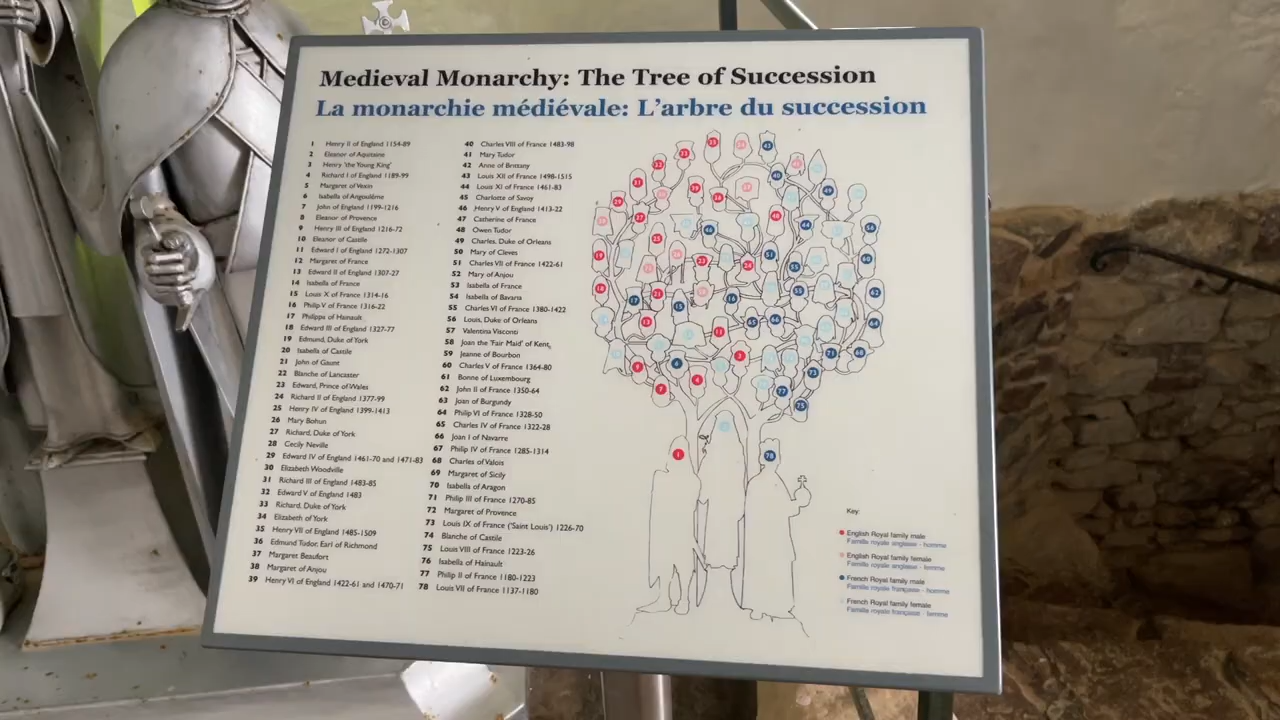 Medieval Monarchy: The Tree of Succession
La monarchie médiévale: L'arbre du succession
1 Henry II of England 1154-89
2 Eleanor of Aquitaine
3 Henry 'the Young King'
4 Richard I of England 1189-99
5 Margaret of Vexin
6 Isabella of Angoulême
7 John of England 1199-1216
8 Eleanor of Provence
9 Henry III of England 1216-72
10 Eleanor of Castile
11 Edward I of England 1272-1307
12 Margaret of France
13 Edward II of England 1307-27
14 Isabella of France
15 Louis X of France 1314-16
16 Philip V of France 1316-22
17 Philippa of Hainault
18 Edward III of England 1327-77
19 Edmund, Duke of York
20 Isabella of Castile
21 John of Gaunt
22 Blanche of Lancaster
23 Edward, Prince of Wales
24 Richard II of England 1377-99
25 Henry IV of England 1399-1413
26 Mary Bohun
27 Richard, Duke of York
28 Cecily Neville
29 Edward IV of England 1461-70 and 1471-83
30 Elizabeth Woodville
31 Richard III of England 1483-85
32 Edward V of England 1483
33 Richard, Duke of York
34 Elizabeth of York
35 Henry VII of England 1485-1509
36 Edmund Tudor, Earl of Richmond
37 Margaret Beaufort
38 Margaret of Anjou
39 Henry VI of England 1422-61 and 1470-71
40 Charles VIII of France 1483-98
41 Mary Tudor
42 Anne of Brittany
43 Louis XII of France 1498-1515
44 Louis XI of France 1461-83
45 Charlotte of Savoy
46 Henry V of England 1413-22
47 Catherine of France
48 Owen Tudor
49 Charles, Duke of Orleans
50 Mary of Cleves
51 Charles VII of France 1422-61
52 Mary of Anjou
53 Isabella of France
54 Isabella of Bavaria
55 Charles VI of France 1380-1422
56 Louis, Duke of Orleans
57 Valentina Visconti
58 Joan the 'Fair Maid' of Kent,
59 Jeanne of Bourbon
60 Charles V of France 1364-80
61 Bonne of Luxembourg
62 John II of France 1350-64
63 Joan of Burgundy
64 Philip VI of France 1328-50
65 Charles IV of France 1322-28
66 Joan I of Navarre
67 Philip IV of France 1285-1314
68 Charles of Valois
69 Margaret of Sicily
70 Isabella of Aragon
71 Philip III of France 1270-85
72 Margaret of Provence
73 Louis IX of France ('Saint Louis') 1226-70
74 Blanche of Castile
75 Louis VIII of France 1223-26
76 Isabella of Hainault
77 Philip II of France 1180-1223
78 Louis VII of France 1137-1180
1
78
Key
English Royal family male
Famille royale anglaise - homme
English Royal family female
Famille royale anglaise - femme
French Royal family male
Famille royale française - homme
French Royal family female
Famille royale française - femme